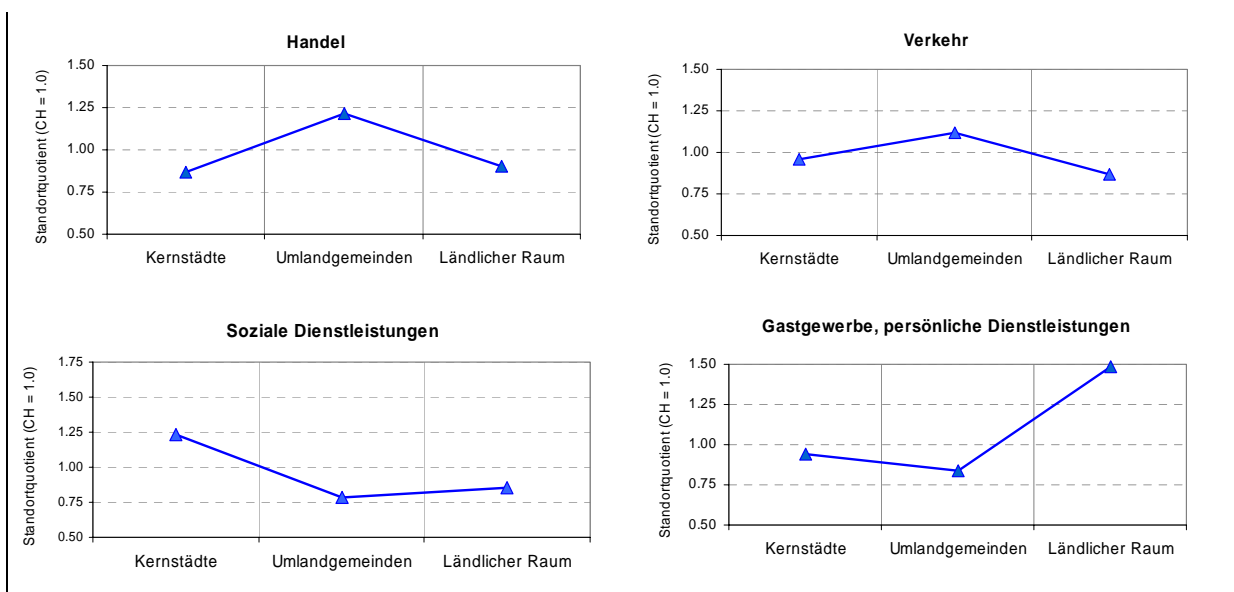 Handel
Standortquotient (CH = 1.0)
1.50
1.25
1.00
0.75
0.50
Kernstädte Umlandgemeinden Ländlicher Raum
Verkehr
Standortquotient (CH = 1.0)
1.50
1.25
1.00
0.75
0.50
Kernstädte Umlandgemeinden Ländlicher Raum
Soziale Dienstleistungen
Standortquotient (CH = 1.0)
1.75
1.50
1.25
1.00
0.75
0.50
Kernstädte Umlandgemeinden Ländlicher Raum
Gastgewerbe, persönliche Dienstleistungen
Standortquotient (CH = 1.0)
1.50
1.25
1.00
0.75
0.50
Kernstädte Umlandgemeinden Ländlicher Raum